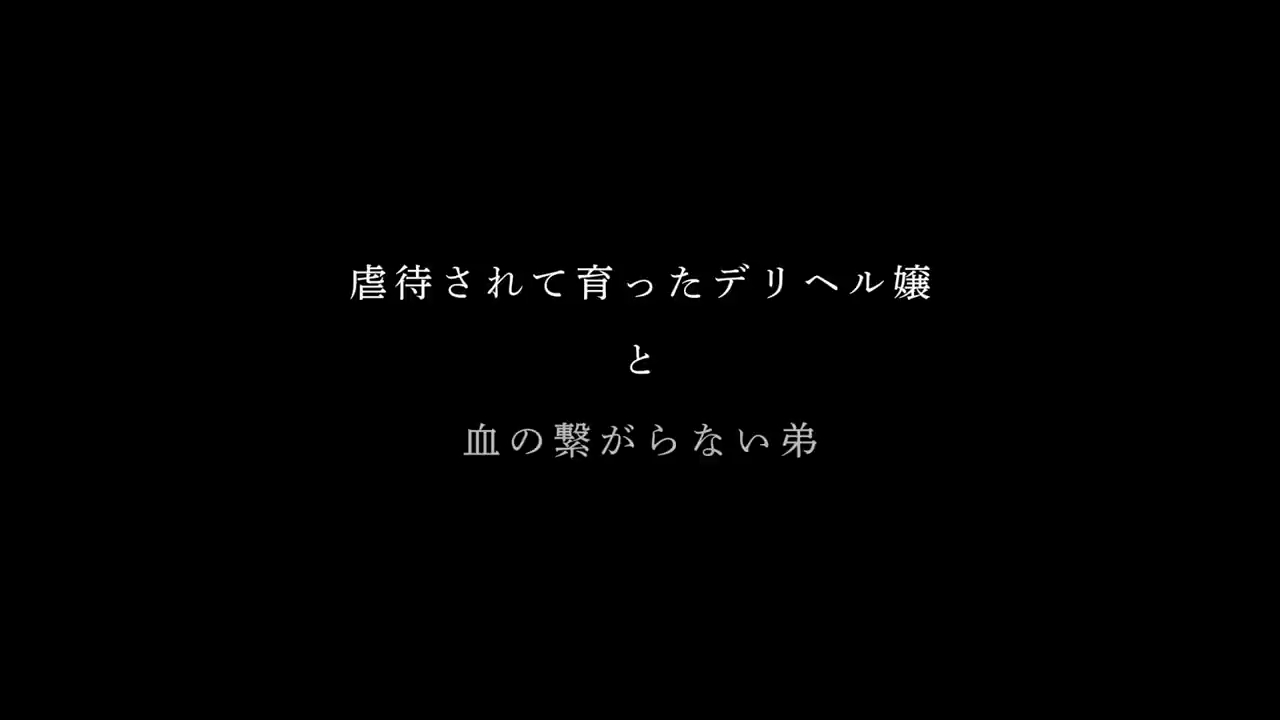 虐待されて育ったデリヘル嬢
と
血の繋がらない弟